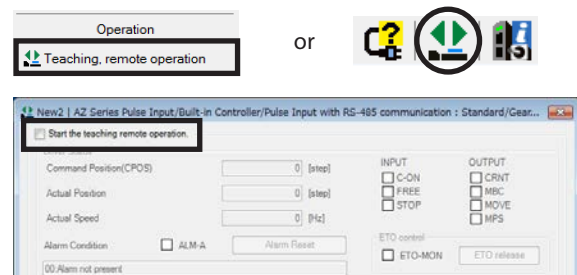 Operation
Teaching, remote operation
or
New2 | AZ Series Pulse Input/Built-in Controller/Pulse Input with RS-485 communication : Standard/Gear...
Start the teaching remote operation.
Driver Status
Command Position(CPOS) 0 [step]
Actual Position 0 [step]
Actual Speed 0 [Hz]
Alarm Condition ALM-A Alarm Reset
00:Alarm not present
INPUT
C-ON
FREE
STOP
OUTPUT
CRNT
MBC
MOVE
MPS
ETO control
ETO-MON ETO release